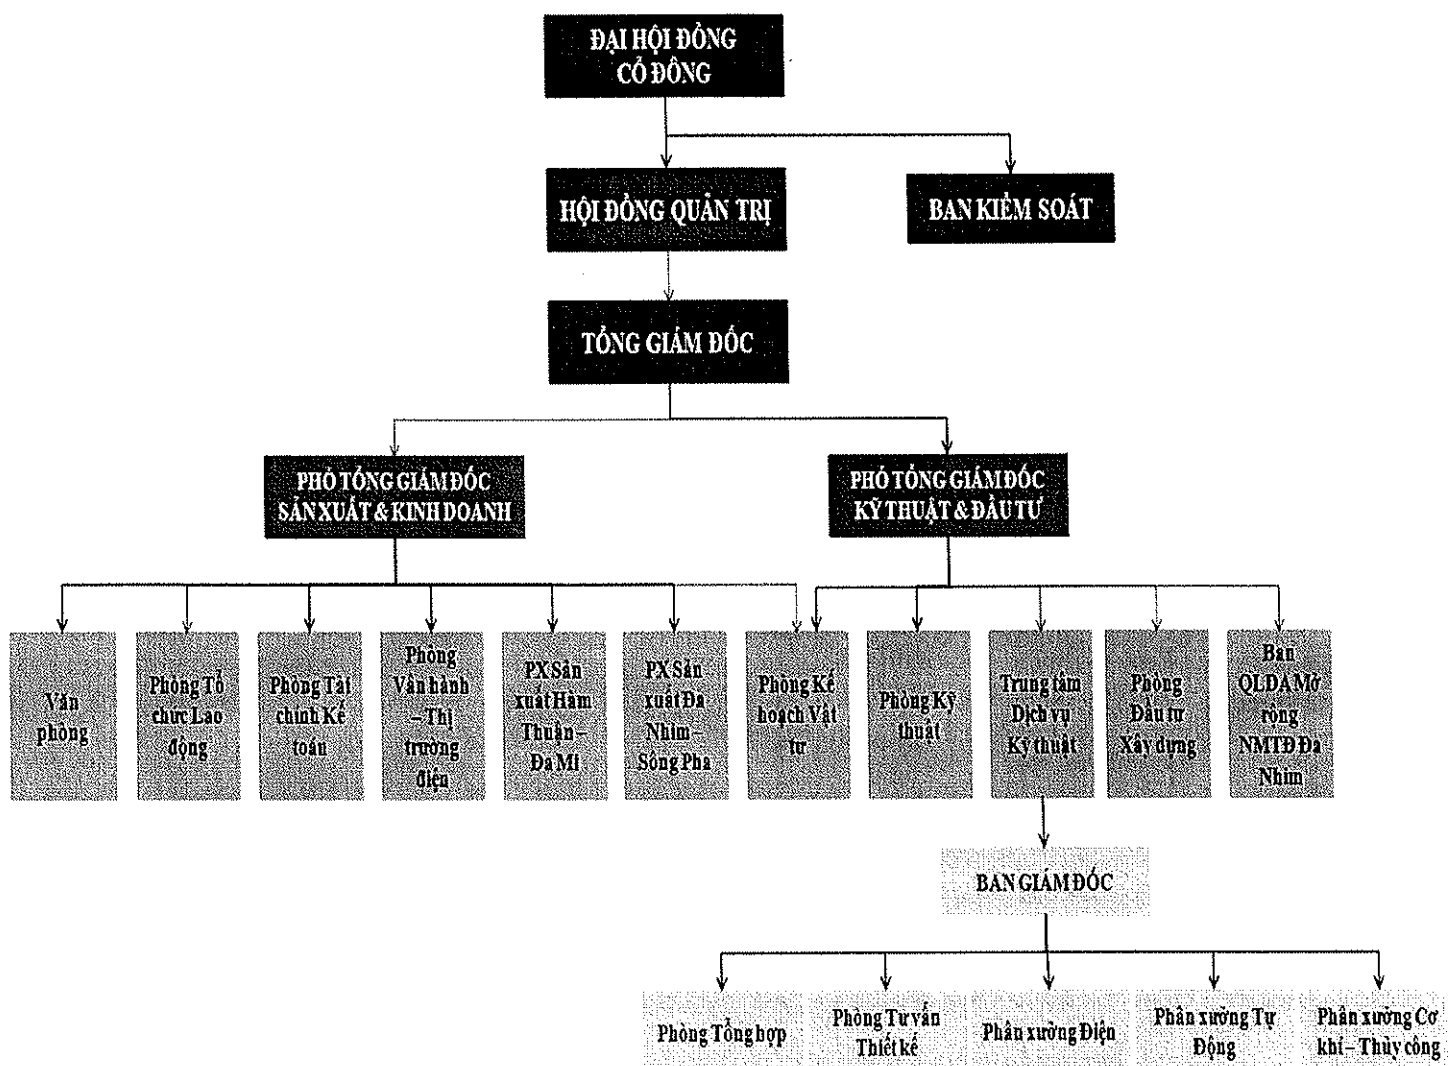 ĐẠI HỘI ĐỒNG
CỔ ĐÔNG
HỘI ĐỒNG QUẢN TRỊ
BAN KIỂM SOÁT
TỔNG GIÁM ĐỐC
PHÓ TỔNG GIÁM ĐỐC
SẢN XUẤT & KINH DOANH
PHÓ TỔNG GIÁM ĐỐC
KỸ THUẬT & ĐẦU TƯ
Văn
phòng
Phòng Tổ
chức Lao
động
Phòng Tài
chính Kế
toán
Phòng
Vận hành
– Thị
trường
điện
PX Sản
xuất Hàm
Thuận –
Đa Mi
PX Sản
xuất Đa
Nhim –
Sông Pha
Phòng Kế
hoạch Vật
tư
Phòng Kỹ
thuật
Trung tâm
Dịch vụ
Kỹ thuật
Phòng
Đầu tư
Xây dựng
Ban
QLDA Mở
rộng
NMTĐ Đa
Nhim
BAN GIÁM ĐỐC
Phòng Tổng hợp
Phòng Tư vấn
Thiết kế
Phân xưởng Điện
Phân xưởng Tự
Động
Phân xưởng Cơ
khí – Thủy công